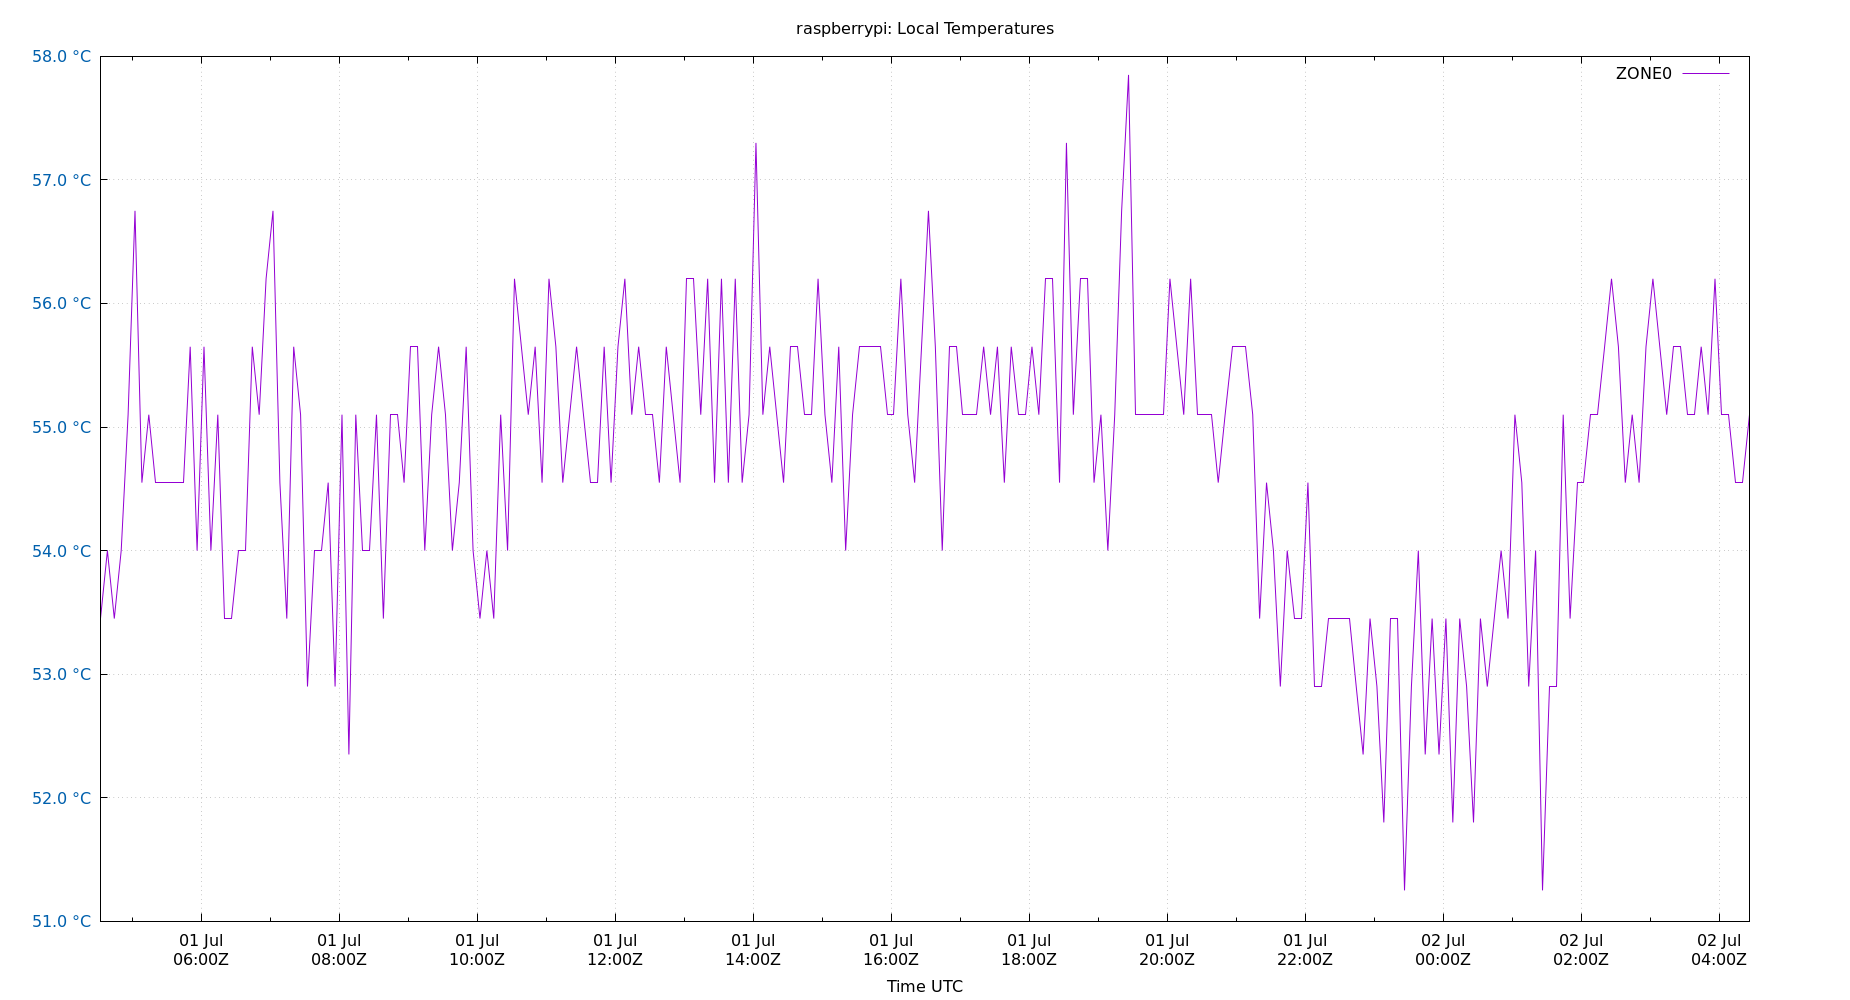 raspberrypi: Local Temperatures
58.0 °C
ZONE0
57.0 °C
56.0 °C
55.0 °C
54.0 °C
53.0 °C
52.0 °C
51.0 °C
01 Jul 01 Jul 01 Jul 01 Jul 01 Jul 01 Jul 01 Jul 01 Jul 01 Jul 02 Jul 02 Jul 02 Jul
06:00Z 08:00Z 10:00Z 12:00Z 14:00Z 16:00Z 18:00Z 20:00Z 22:00Z 00:00Z 02:00Z 04:00Z
Time UTC